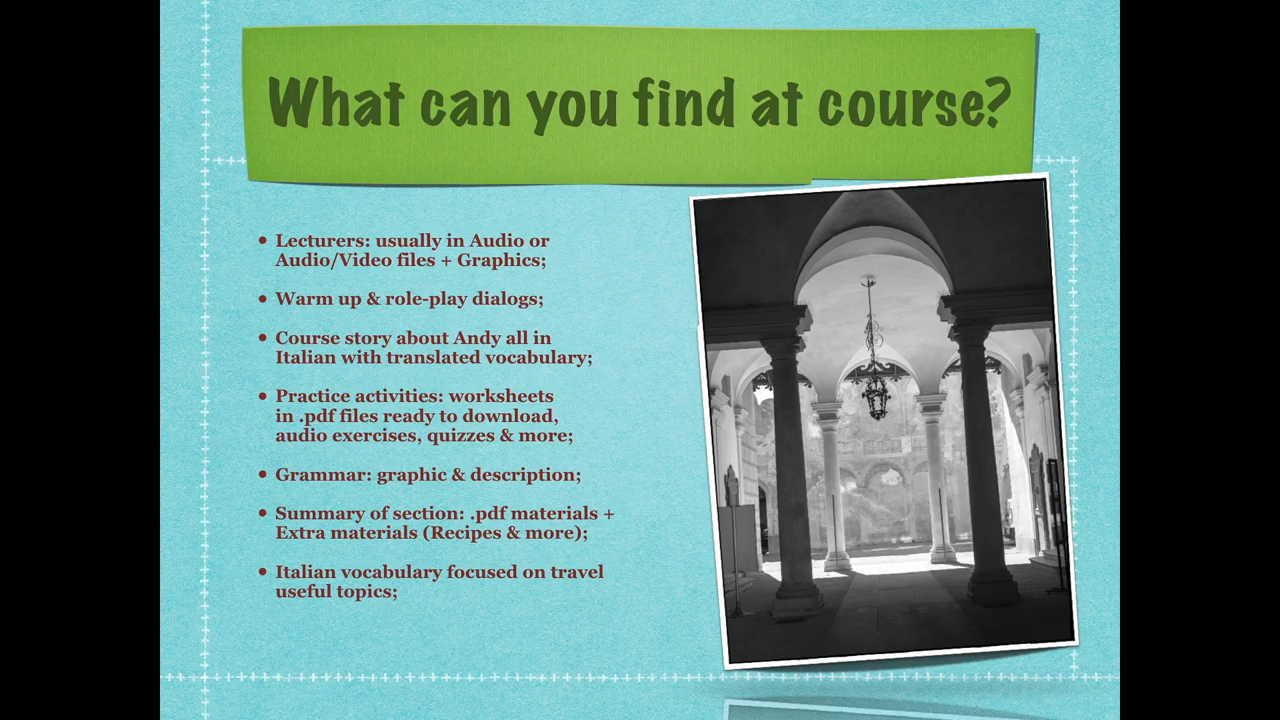 What can you find at course?
• Lecturers: usually in Audio or
Audio/Video files + Graphics;
• Warm up & role-play dialogs;
• Course story about Andy all in
Italian with translated vocabulary;
• Practice activities: worksheets
in .pdf files ready to download,
audio exercises, quizzes & more;
• Grammar: graphic & description;
• Summary of section: .pdf materials +
Extra materials (Recipes & more);
• Italian vocabulary focused on travel
useful topics;